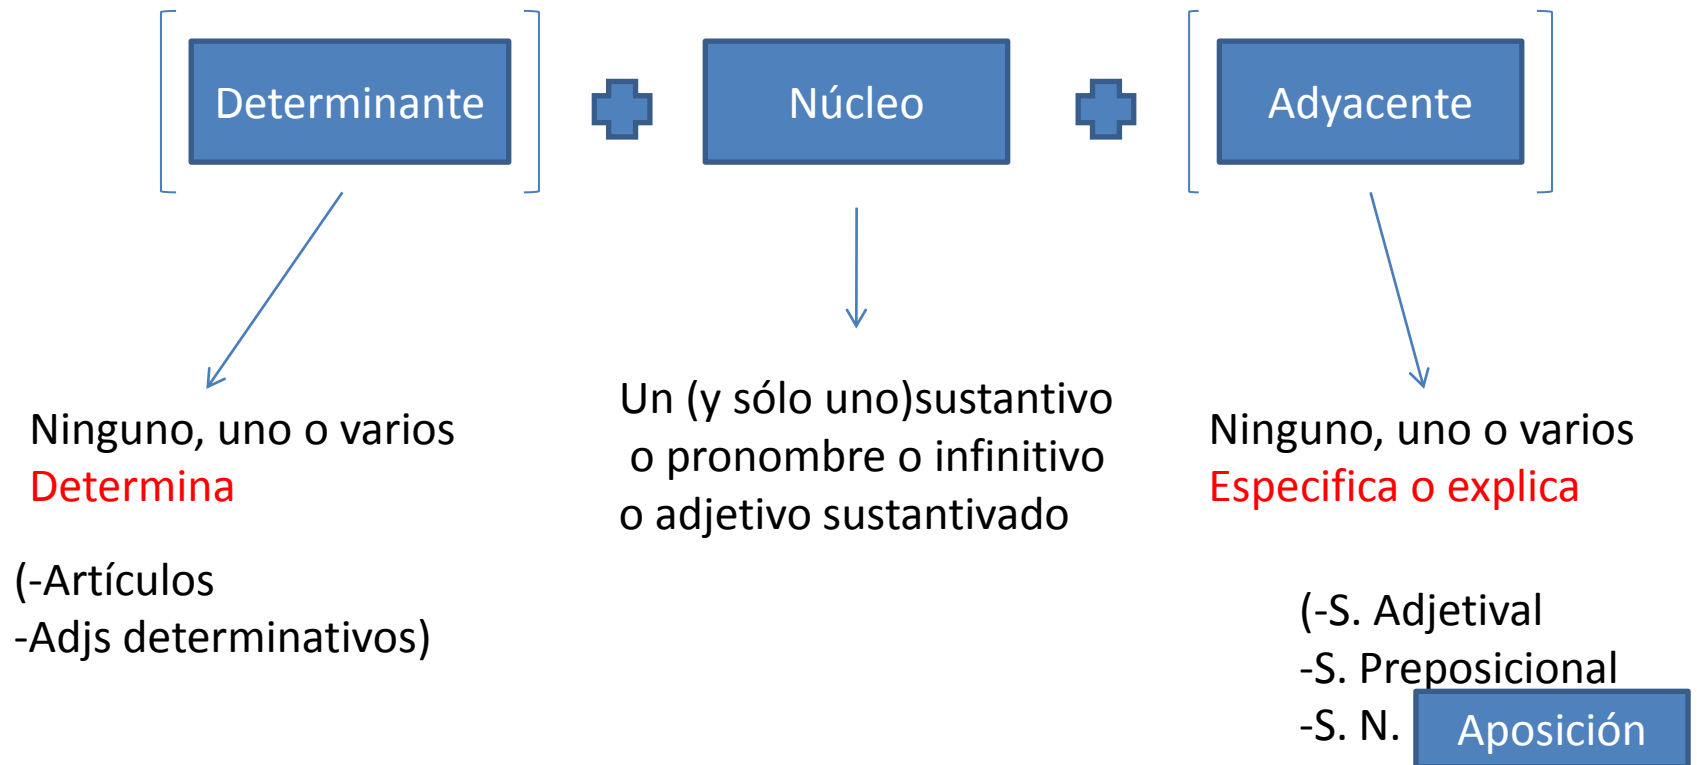 Determinante
Núcleo
Adyacente
Ninguno, uno o varios
Determina
(-Artículos
-Adjs determinativos)
Un (y sólo uno)sustantivo
o pronombre o infinitivo
o adjetivo sustantivado
Ninguno, uno o varios
Especifica o explica
(-S. Adjetival
-S. Preposicional
-S. N. Aposición